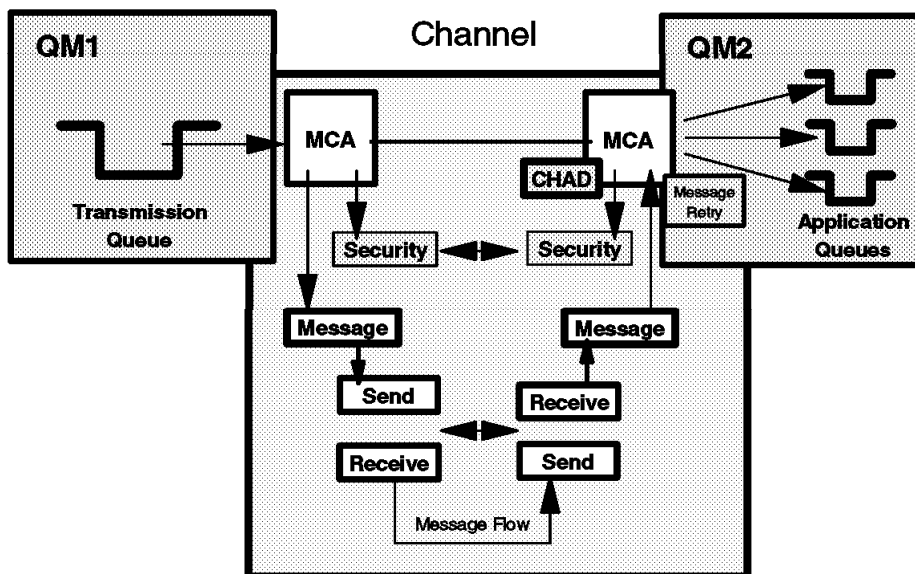 Channel
QM1
QM2
MCA
MCA
CHAD
Message
Retry
Transmission
Queue
Application
Queues
Security
Security
Message
Message
Send
Receive
Receive
Send
Message Flow